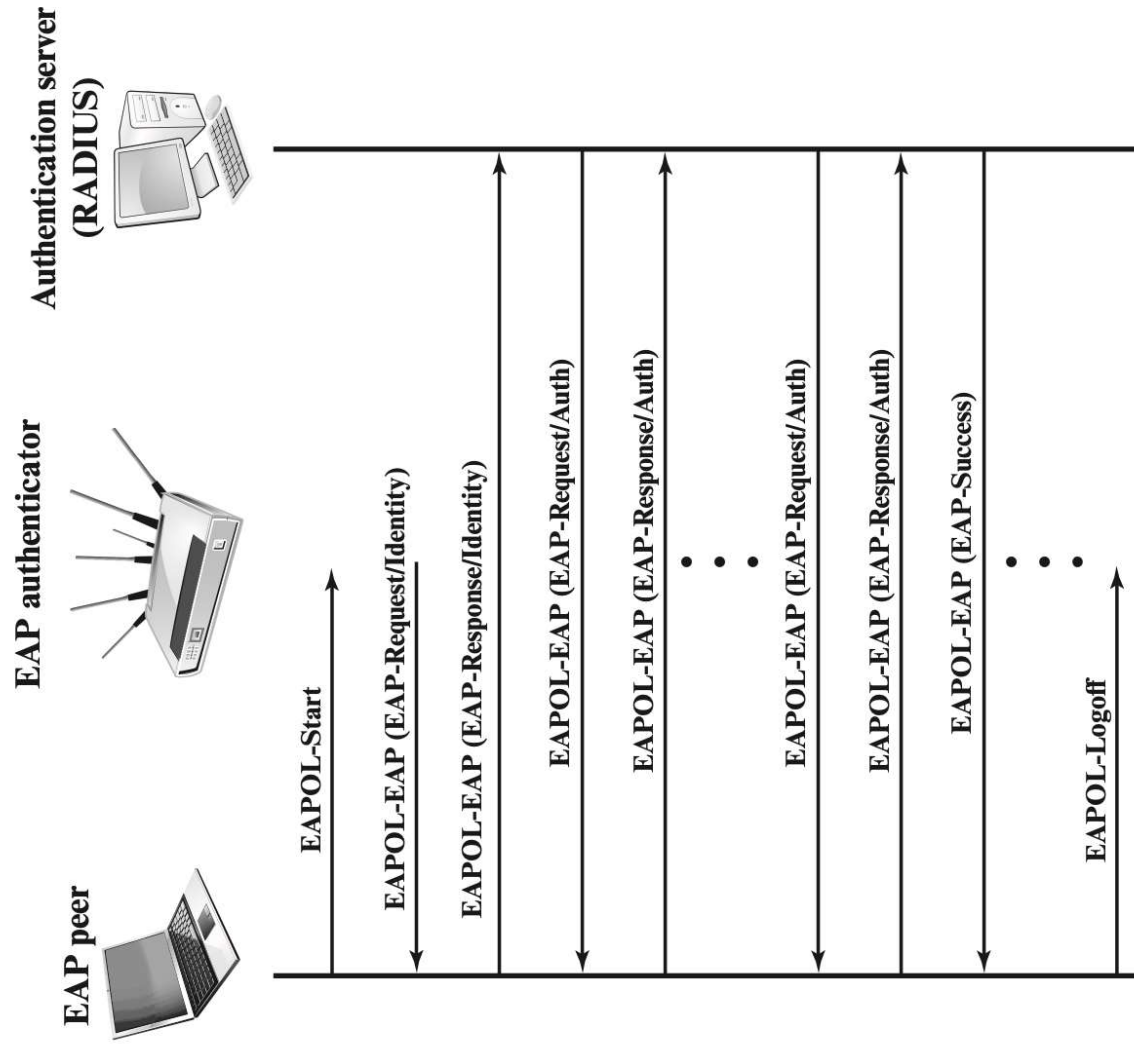 EAP peer
EAP authenticator
Authentication server
(RADIUS)
EAPOL-Start
EAPOL-EAP (EAP-Request/Identity)
EAPOL-EAP (EAP-Response/Identity)
EAPOL-EAP (EAP-Request/Auth)
EAPOL-EAP (EAP-Response/Auth)
EAPOL-EAP (EAP-Request/Auth)
EAPOL-EAP (EAP-Response/Auth)
EAPOL-EAP (EAP-Success)
EAPOL-Logoff